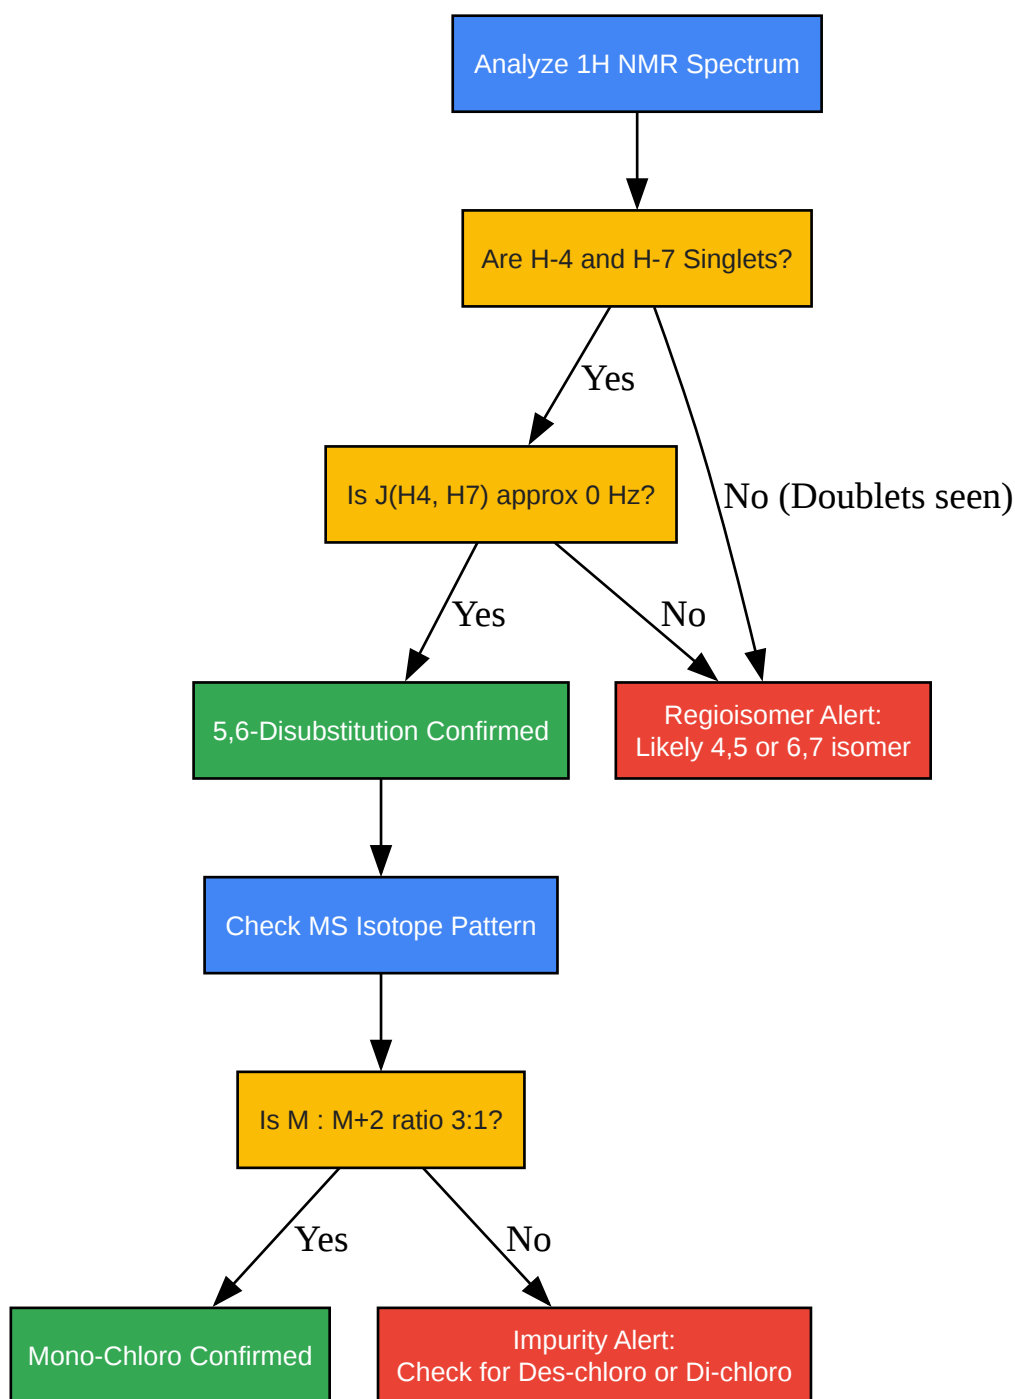 Analyze 1H NMR Spectrum
Are H-4 and H-7 Singlets?
Yes
Is J(H4, H7) approx 0 Hz?
No (Doublets seen)
Yes
No
5,6-Disubstitution Confirmed
Regioisomer Alert:
Likely 4,5 or 6,7 isomer
Check MS Isotope Pattern
Is M : M+2 ratio 3:1?
Yes
No
Mono-Chloro Confirmed
Impurity Alert:
Check for Des-chloro or Di-chloro